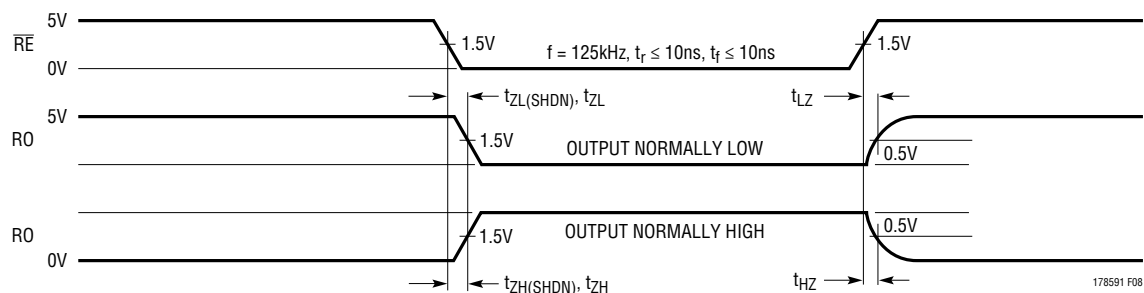 5V
RE
1.5V
f = 125kHz, tr ≤ 10ns, tf ≤ 10ns
1.5V
0V
tZL(SHDN), tZL
tLZ
5V
RO
1.5V
OUTPUT NORMALLY LOW
0.5V
RO
1.5V
OUTPUT NORMALLY HIGH
0.5V
0V
tZH(SHDN), tZH
tHZ
178591 F08